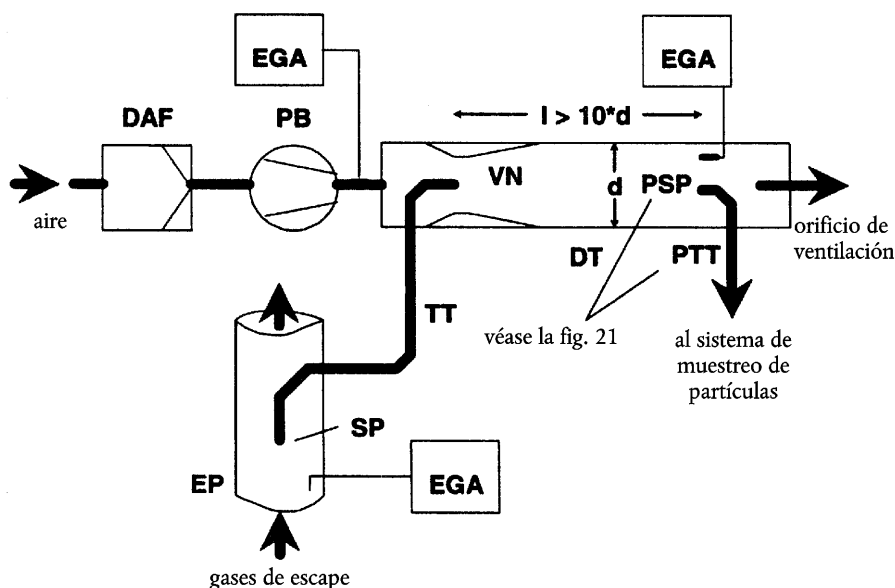 EGA
EGA
DAF
PB
l > 10*d
VN
d
PSP
aire
orificio de
ventilación
DT
PTT
TT
véase la fig. 21
al sistema de
muestreo de
partículas
SP
EP
EGA
gases de escape